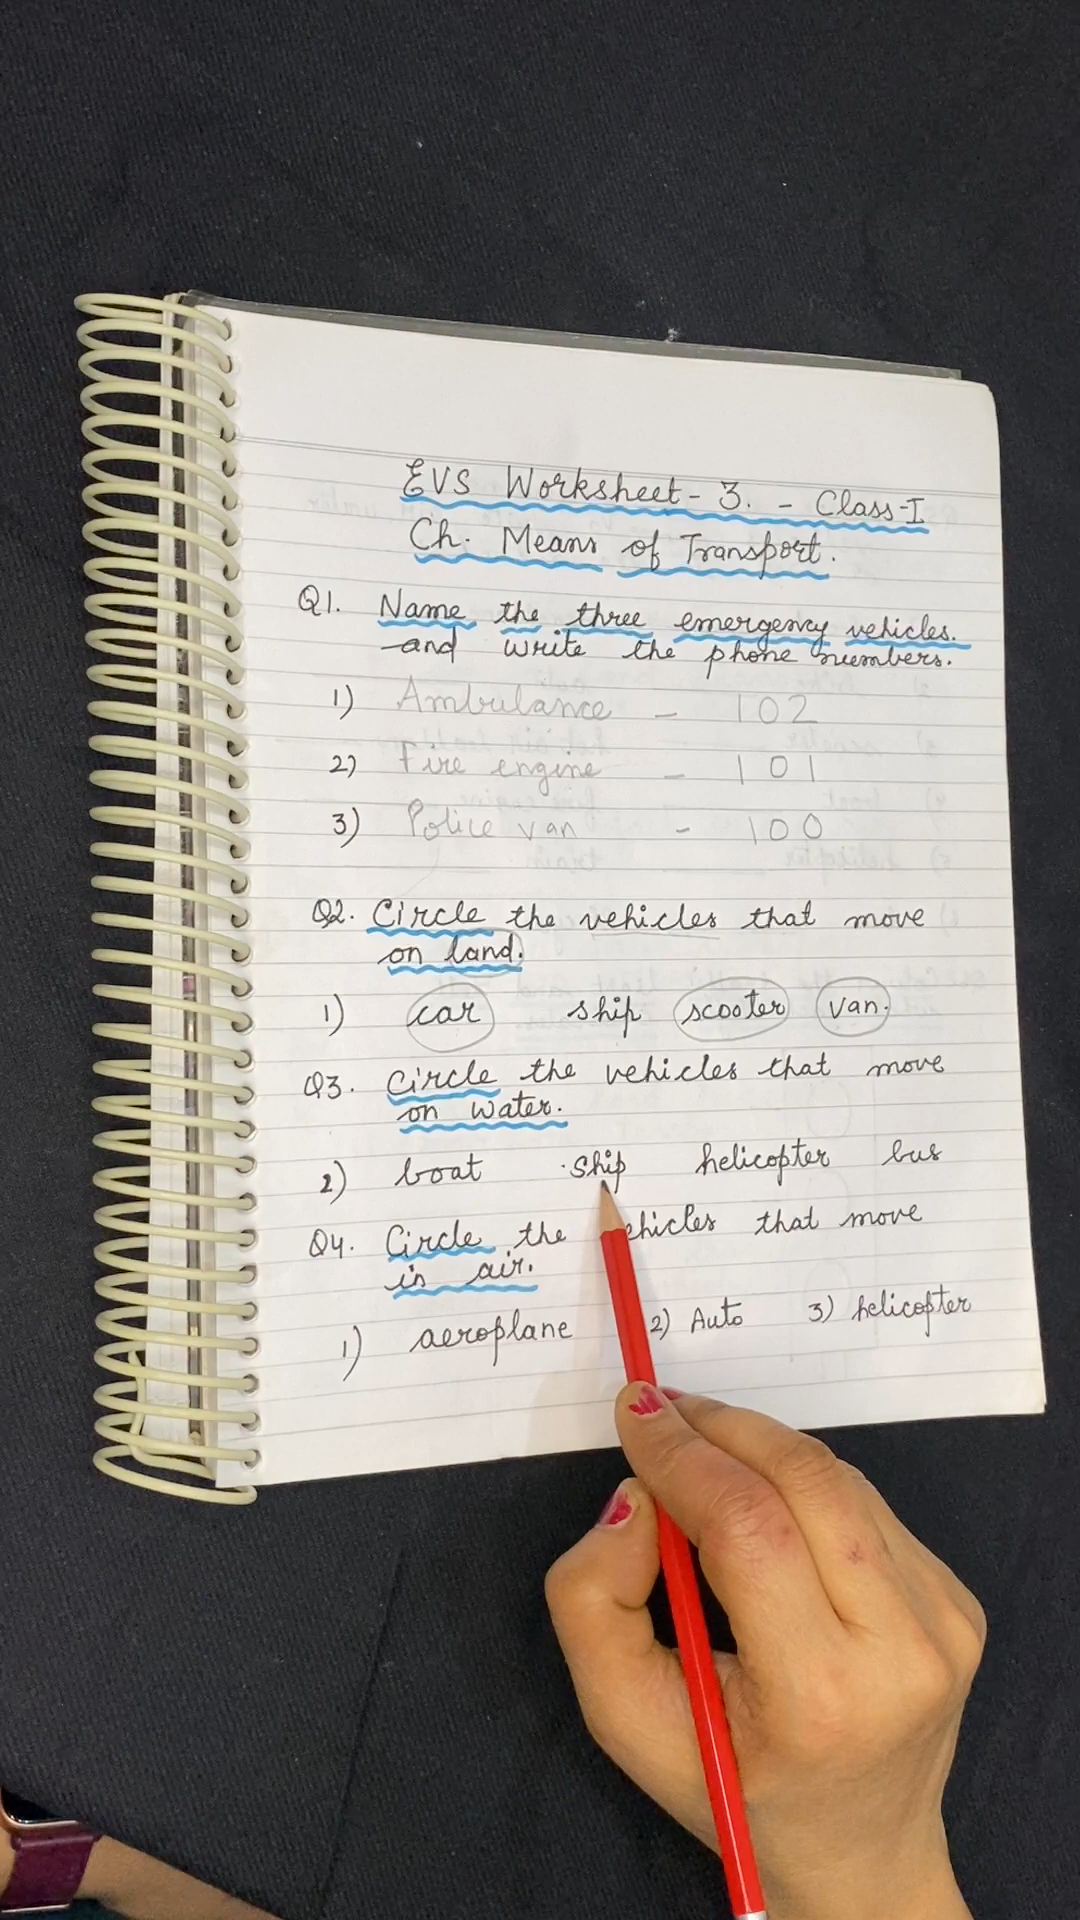 EVS Worksheet - 3. - Class-I
Ch. Means of Transport.
Q1. Name the three emergency vehicles.
and write the phone numbers.
1) Ambulance - 102
2) Fire engine - 101
3) Police van - 100
Q2. Circle the vehicles that move
on land.
1) car ship scooter van.
Q3. Circle the vehicles that move
on water.
2) boat ship helicopter bus
Q4. Circle the vehicles that move
in air.
1) aeroplane 2) Auto 3) helicopter